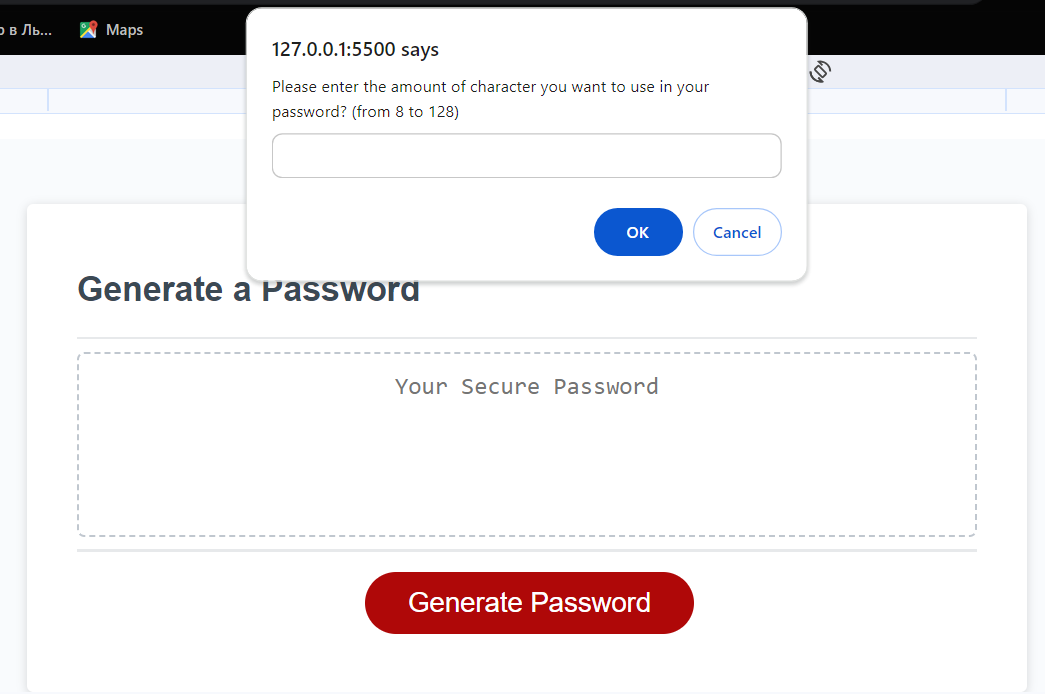 в Ль...
Maps
127.0.0.1:5500 says
Please enter the amount of character you want to use in your
password? (from 8 to 128)
OK
Cancel
Generate a Password
Your Secure Password
Generate Password